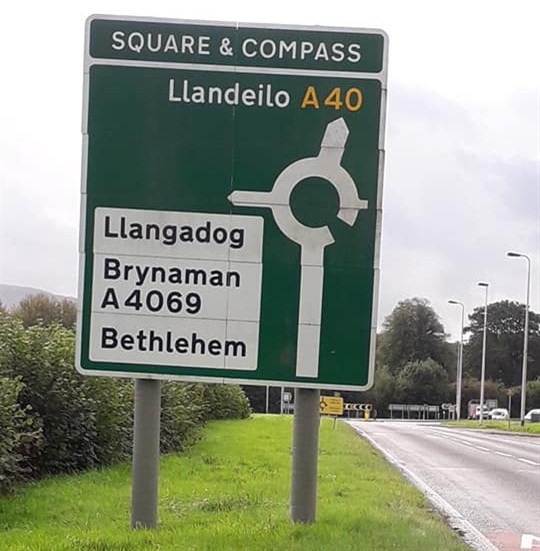 SQUARE & COMPASS
Llandeilo A40
Llangadog
Brynaman
A4069
Bethlehem